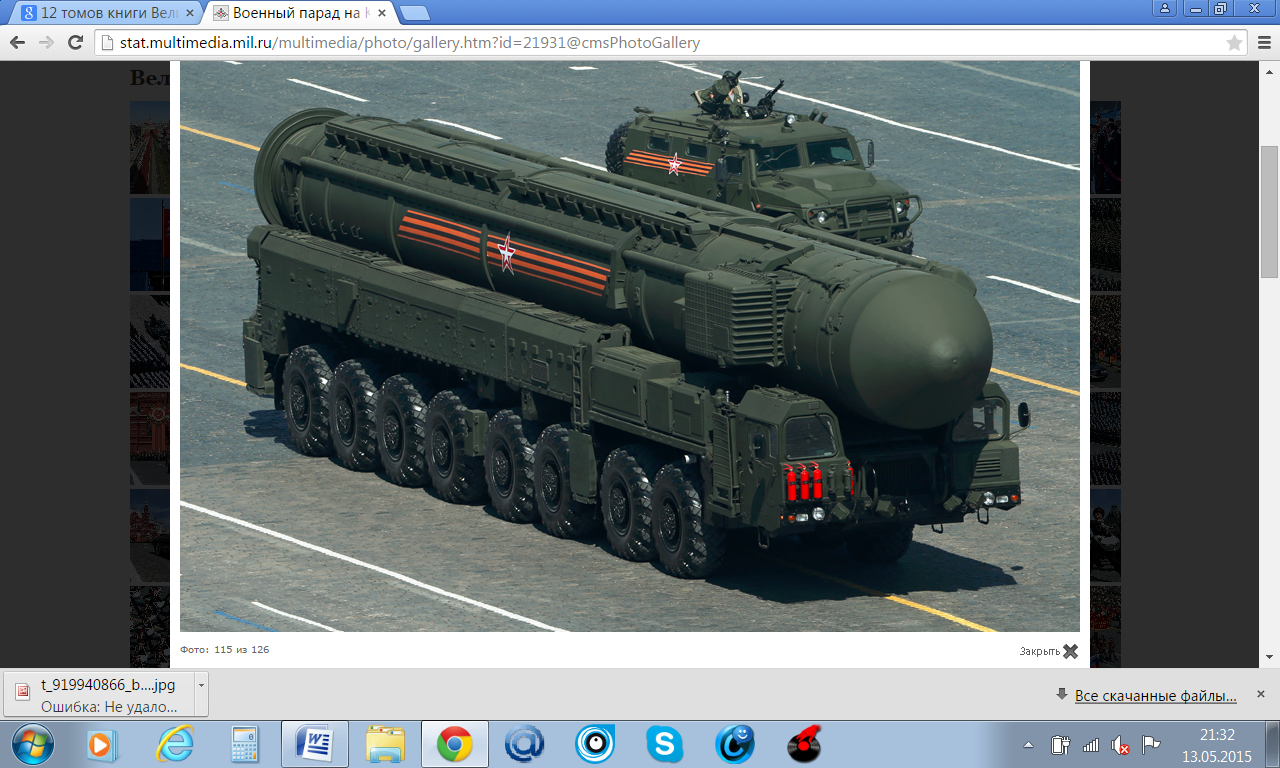 12 томов книги Вели
Военный парад на К
stat.multimedia.mil.ru/multimedia/photo/gallery.htm?id=21931@cmsPhotoGallery
Вел
Фото: 115 из 126
Закрыть
t_919940866_b....jpg
Ошибка: Не удало...
Все скачанные файлы...
21:32
13.05.2015